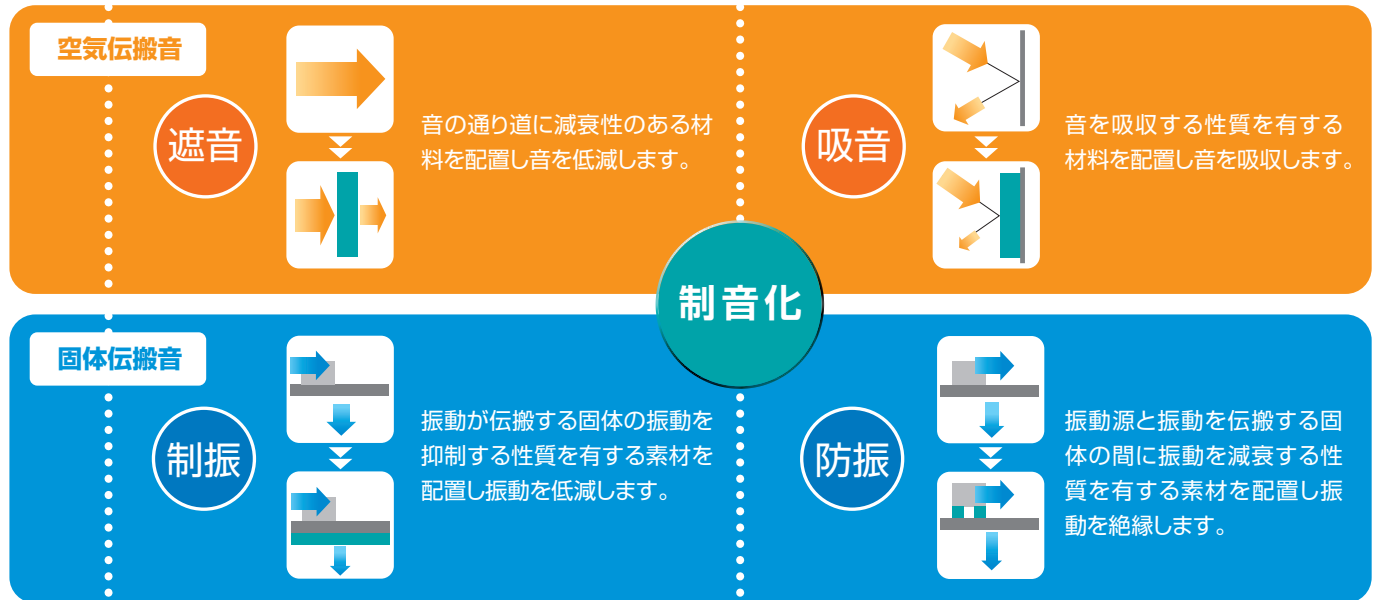 空気伝搬音
遮音
音の通り道に減衰性のある材
料を配置し音を低減します。
吸音
音を吸収する性質を有する
材料を配置し音を吸収します。
制音化
固体伝搬音
制振
振動が伝搬する固体の振動を
抑制する性質を有する素材を
配置し振動を低減します。
防振
振動源と振動を伝搬する固
体の間に振動を減衰する性
質を有する素材を配置し振
動を絶縁します。